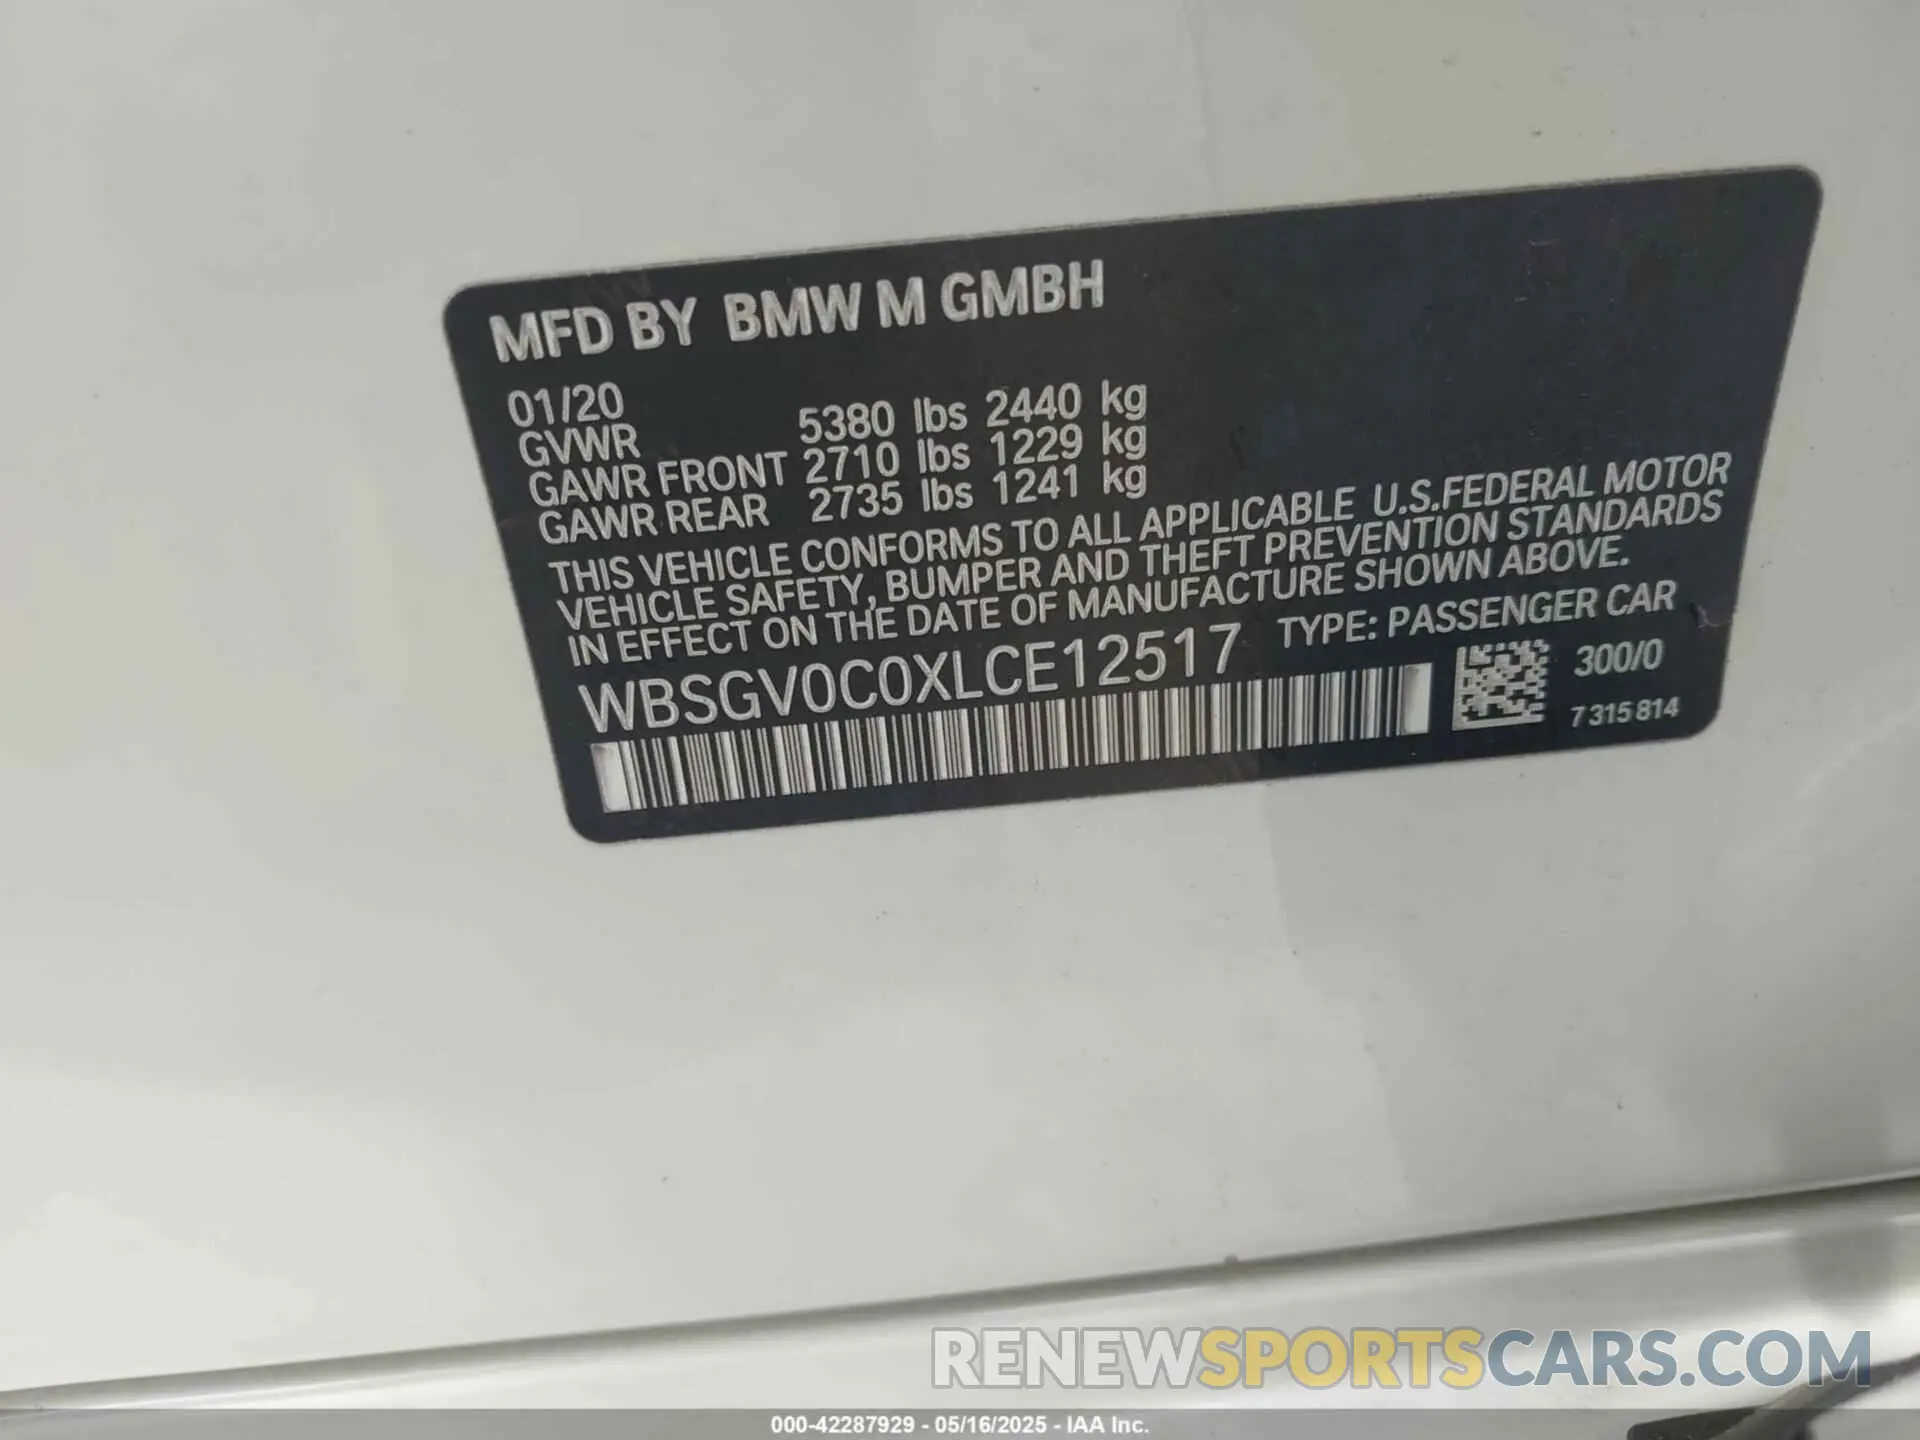 MFD BY BMW M GMBH
01/20
GVWR 5380 lbs 2440 kg
GAWR FRONT 2710 lbs 1229 kg
GAWR REAR 2735 lbs 1241 kg
THIS VEHICLE CONFORMS TO ALL APPLICABLE U.S.FEDERAL MOTOR
VEHICLE SAFETY, BUMPER AND THEFT PREVENTION STANDARDS
IN EFFECT ON THE DATE OF MANUFACTURE SHOWN ABOVE.
WBSGV0C0XLCE12517 TYPE: PASSENGER CAR
300/0
7315814
RENEWSPORTSCARS.COM
000-42287929 - 05/16/2025 - IAA Inc.